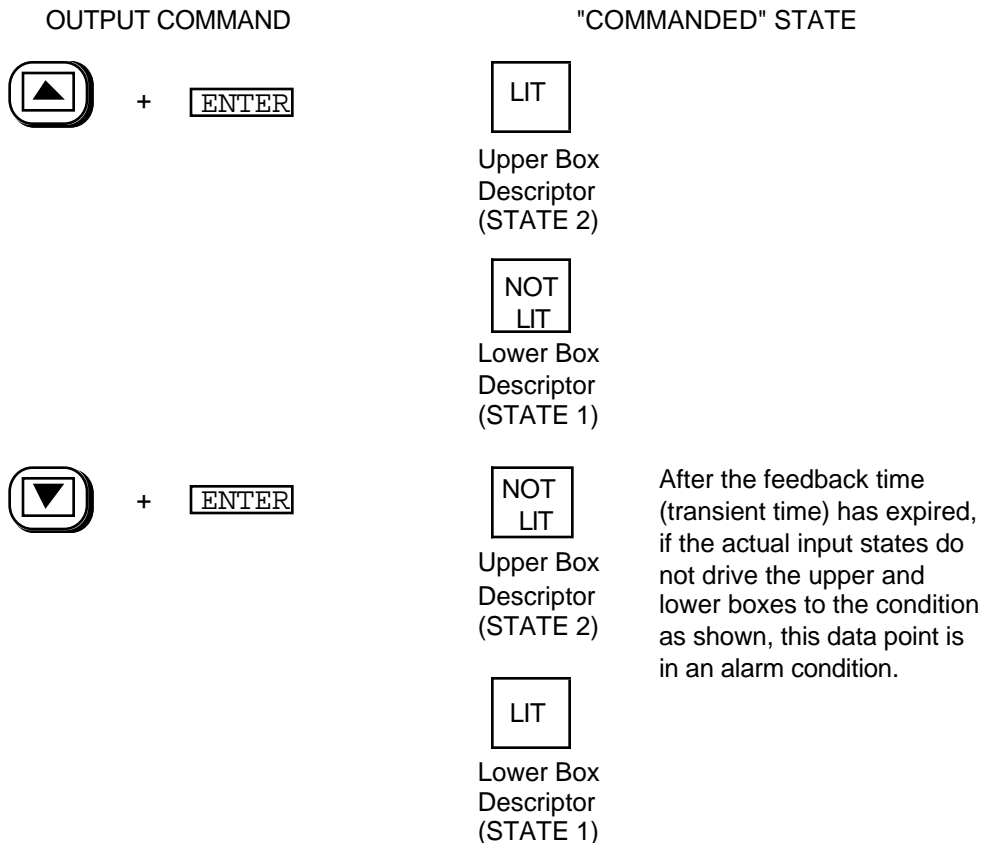 OUTPUT COMMAND
"COMMANDED" STATE
+
ENTER
LIT
Upper Box
Descriptor
(STATE 2)
NOT
LIT
Lower Box
Descriptor
(STATE 1)
+
ENTER
NOT
LIT
Upper Box
Descriptor
(STATE 2)
After the feedback time
(transient time) has expired,
if the actual input states do
not drive the upper and
lower boxes to the condition
as shown, this data point is
in an alarm condition.
LIT
Lower Box
Descriptor
(STATE 1)